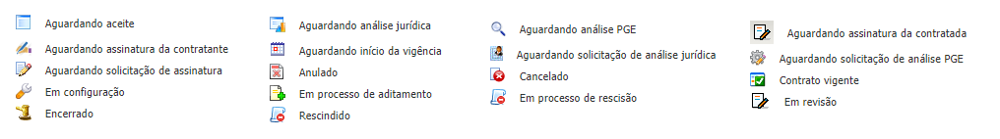 Aguardando aceite
Aguardando assinatura da contratante
Aguardando solicitação de assinatura
Em configuração
Encerrado
Aguardando análise jurídica
Aguardando início da vigência
Anulado
Em processo de aditamento
Rescindido
Aguardando análise PGE
Aguardando solicitação de análise jurídica
Cancelado
Em processo de rescisão
Aguardando assinatura da contratada
Aguardando solicitação de análise PGE
Contrato vigente
Em revisão